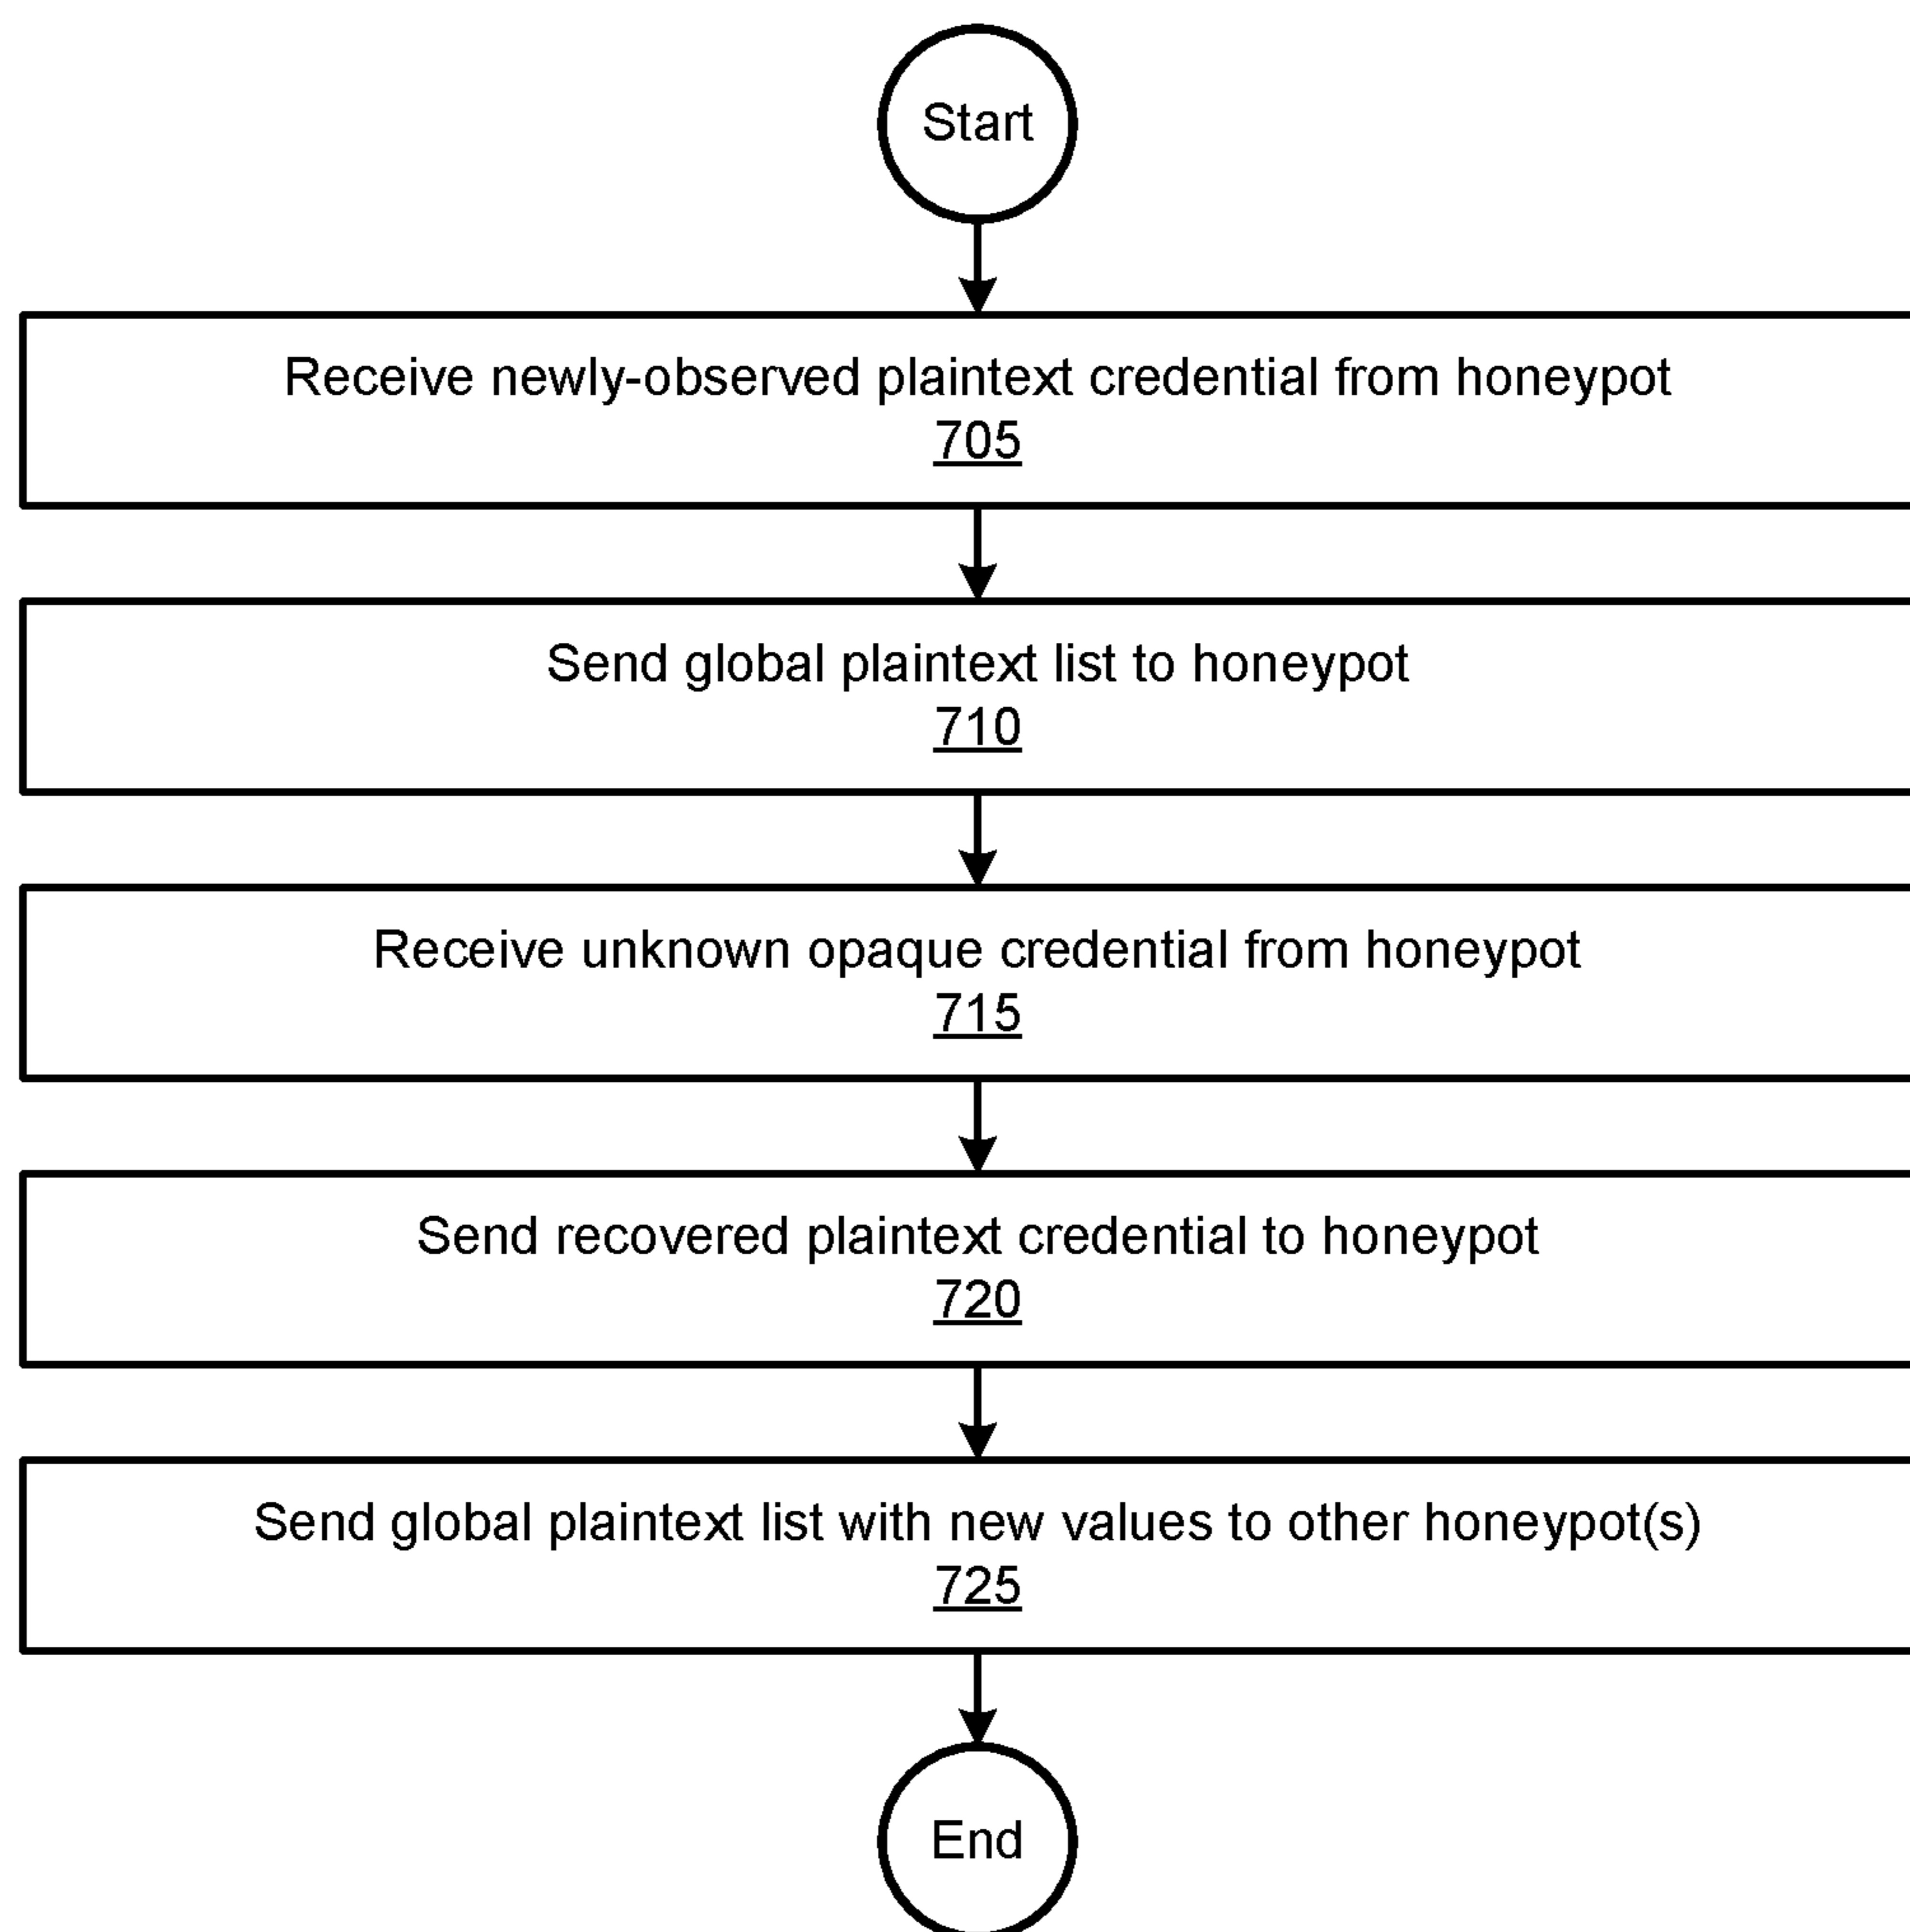 Start
Receive newly-observed plaintext credential from honeypot
705
Send global plaintext list to honeypot
710
Receive unknown opaque credential from honeypot
715
Send recovered plaintext credential to honeypot
720
Send global plaintext list with new values to other honeypot(s)
725
End